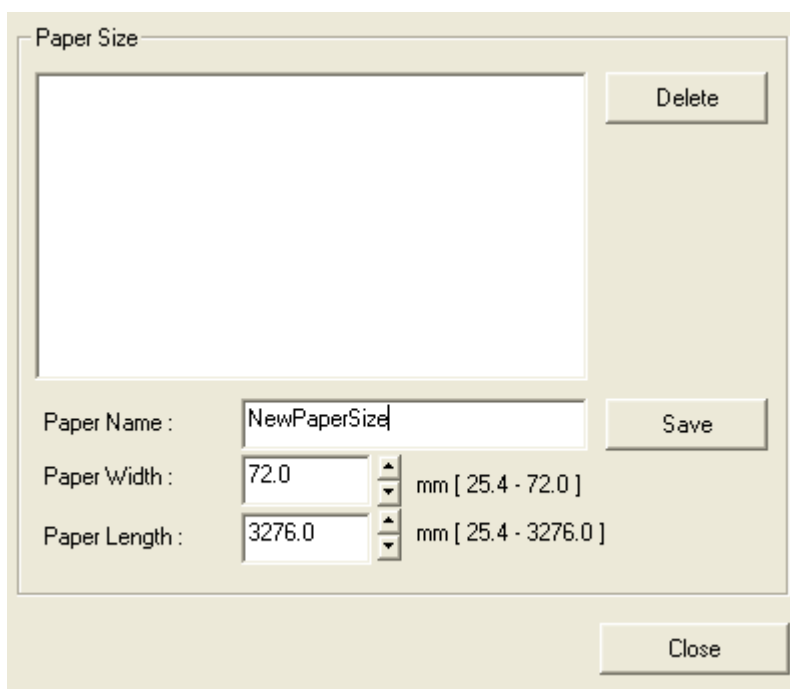 Paper Size
Delete
Paper Name : NewPaperSize Save
Paper Width : 72.0 mm [ 25.4 - 72.0 ]
Paper Length : 3276.0 mm [ 25.4 - 3276.0 ]
Close